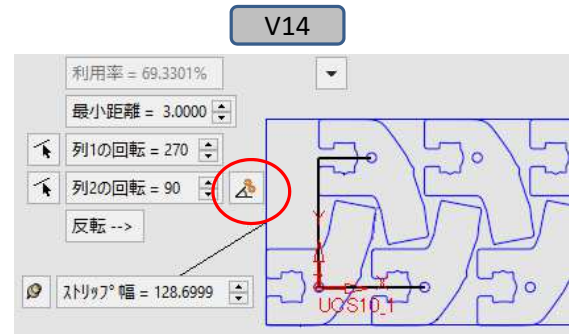 V14
利用率 = 69.3301%
最小距離 = 3.0000
列1の回転 = 270
列2の回転 = 90
反転 -->
ストリップ幅 = 128.6999
X
UCS10_1